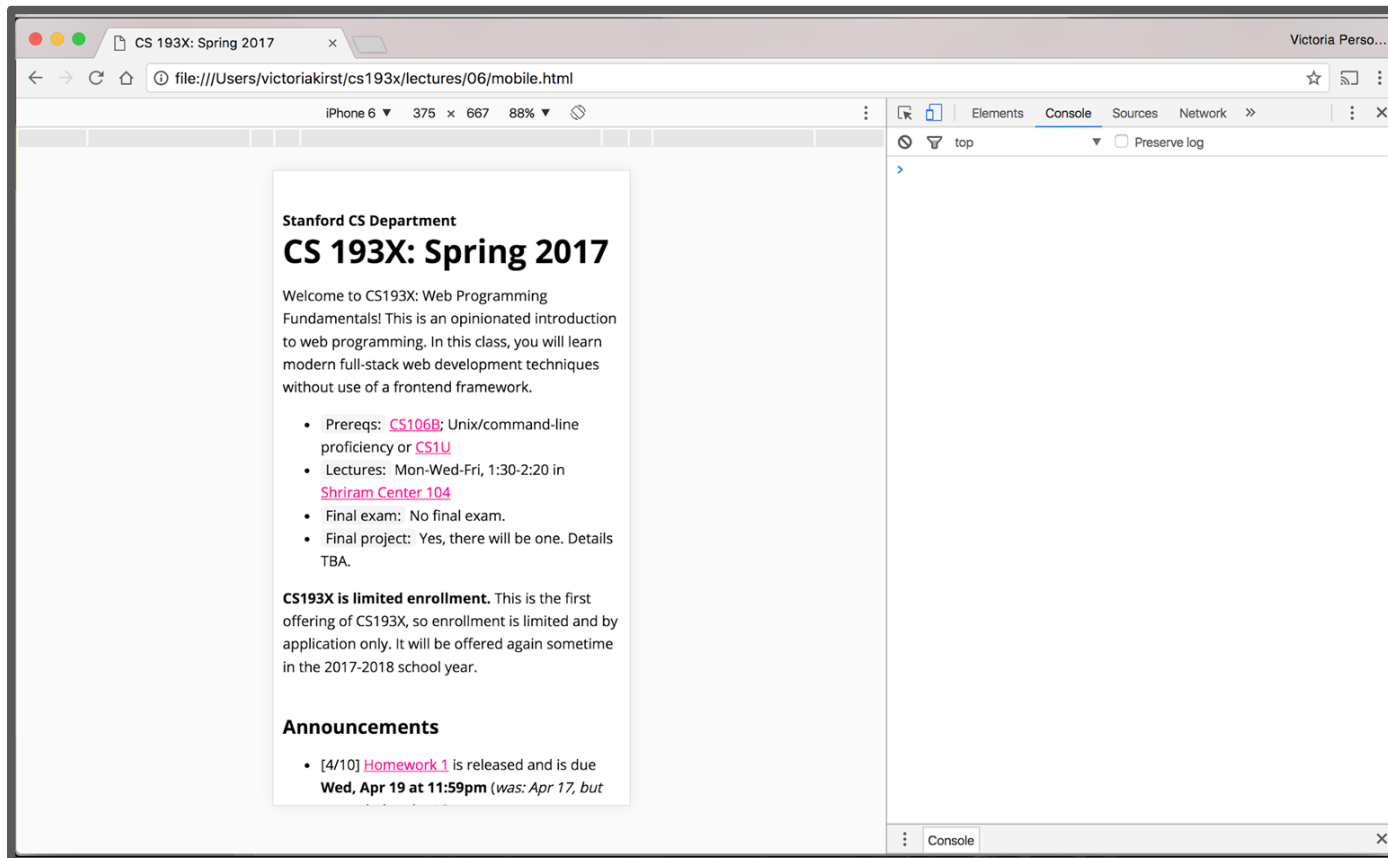 CS 193X: Spring 2017
Victoria Perso...
file:///Users/victoriakirst/cs193x/lectures/06/mobile.html
iPhone 6 ▼ 375 × 667 88% ▼
Elements Console Sources Network »
top ▼ Preserve log
Stanford CS Department
CS 193X: Spring 2017
Welcome to CS193X: Web Programming
Fundamentals! This is an opinionated introduction
to web programming. In this class, you will learn
modern full-stack web development techniques
without use of a frontend framework.
• Prereqs: CS106B; Unix/command-line
proficiency or CS1U
• Lectures: Mon-Wed-Fri, 1:30-2:20 in
Shriram Center 104
• Final exam: No final exam.
• Final project: Yes, there will be one. Details
TBA.
CS193X is limited enrollment. This is the first
offering of CS193X, so enrollment is limited and by
application only. It will be offered again sometime
in the 2017-2018 school year.
Announcements
• [4/10] Homework 1 is released and is due
Wed, Apr 19 at 11:59pm (was: Apr 17, but
Console